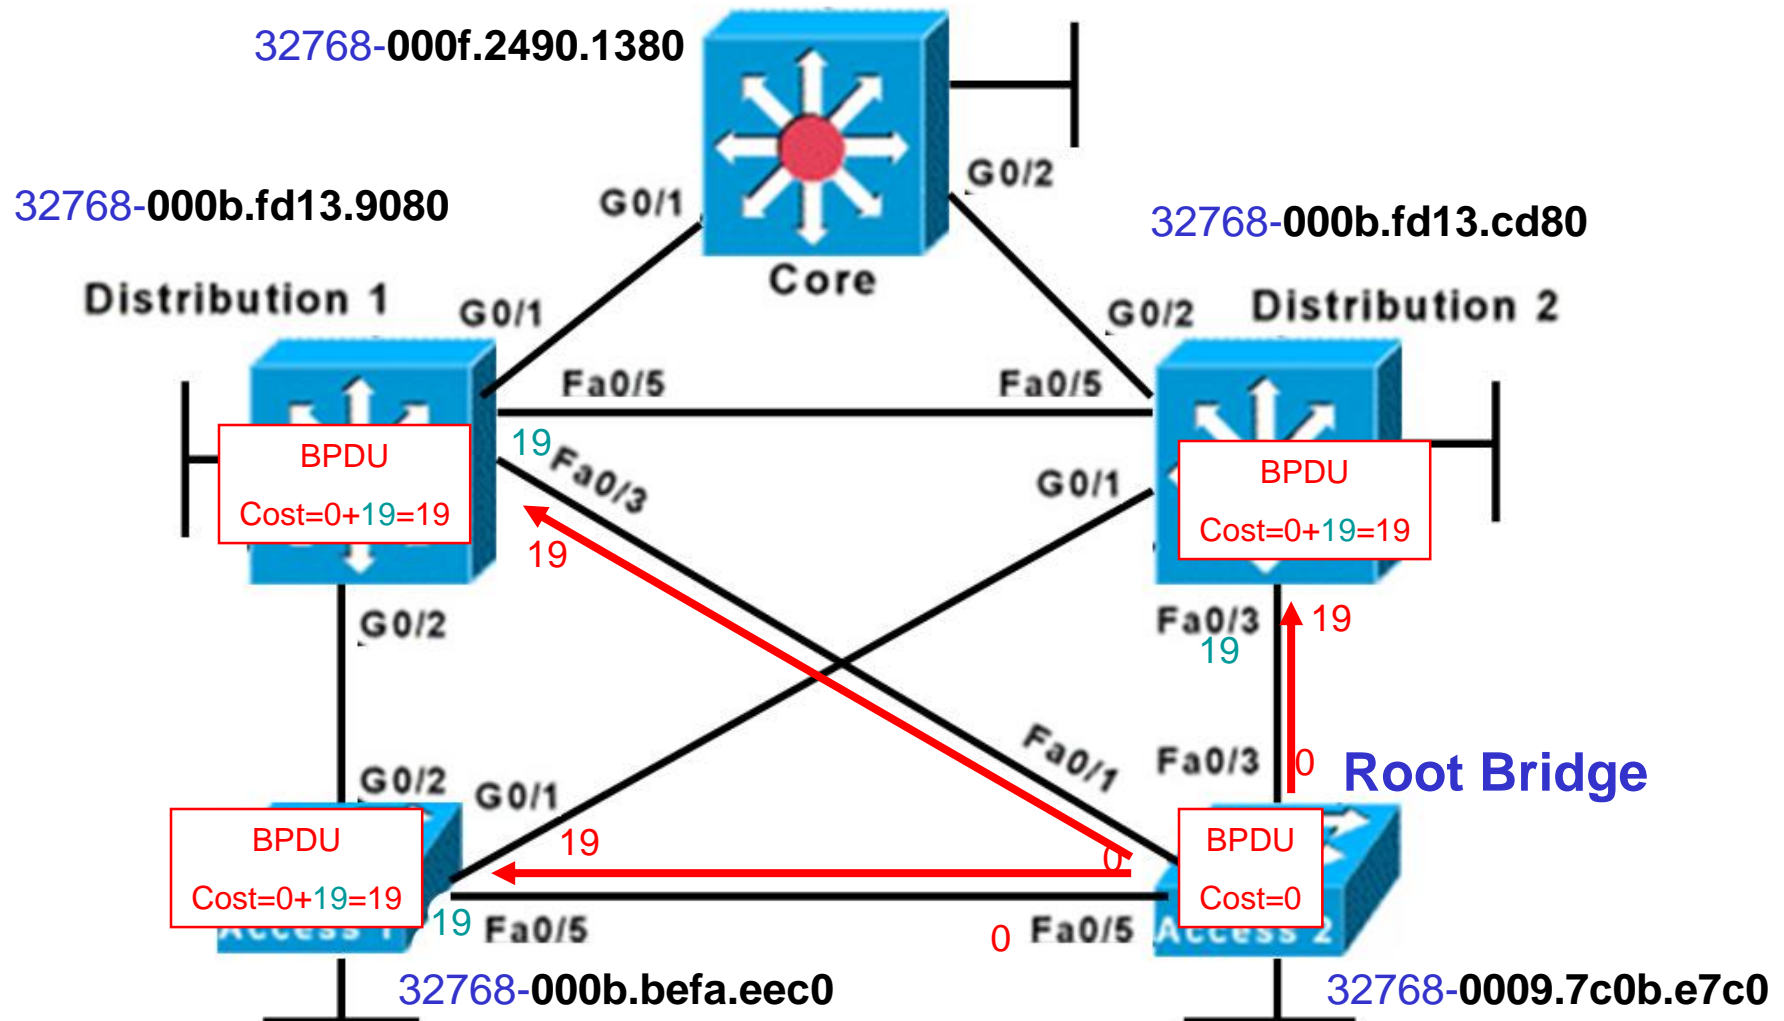 32768-000f.2490.1380
G0/2
G0/1
32768-000b.fd13.9080
32768-000b.fd13.cd80
Core
Distribution 1
G0/1
G0/2
Distribution 2
Fa0/5
Fa0/5
19
BPDU
Cost=0+19=19
Fa0/3
G0/1
BPDU
Cost=0+19=19
19
G0/2
Fa0/3
19
19
Fa0/1
Fa0/3
0
Root Bridge
G0/2
G0/1
BPDU
Cost=0+19=19
19
0
BPDU
Cost=0
19
Fa0/5
0
Fa0/5
Access 1
Access 2
32768-000b.befa.eec0
32768-0009.7c0b.e7c0